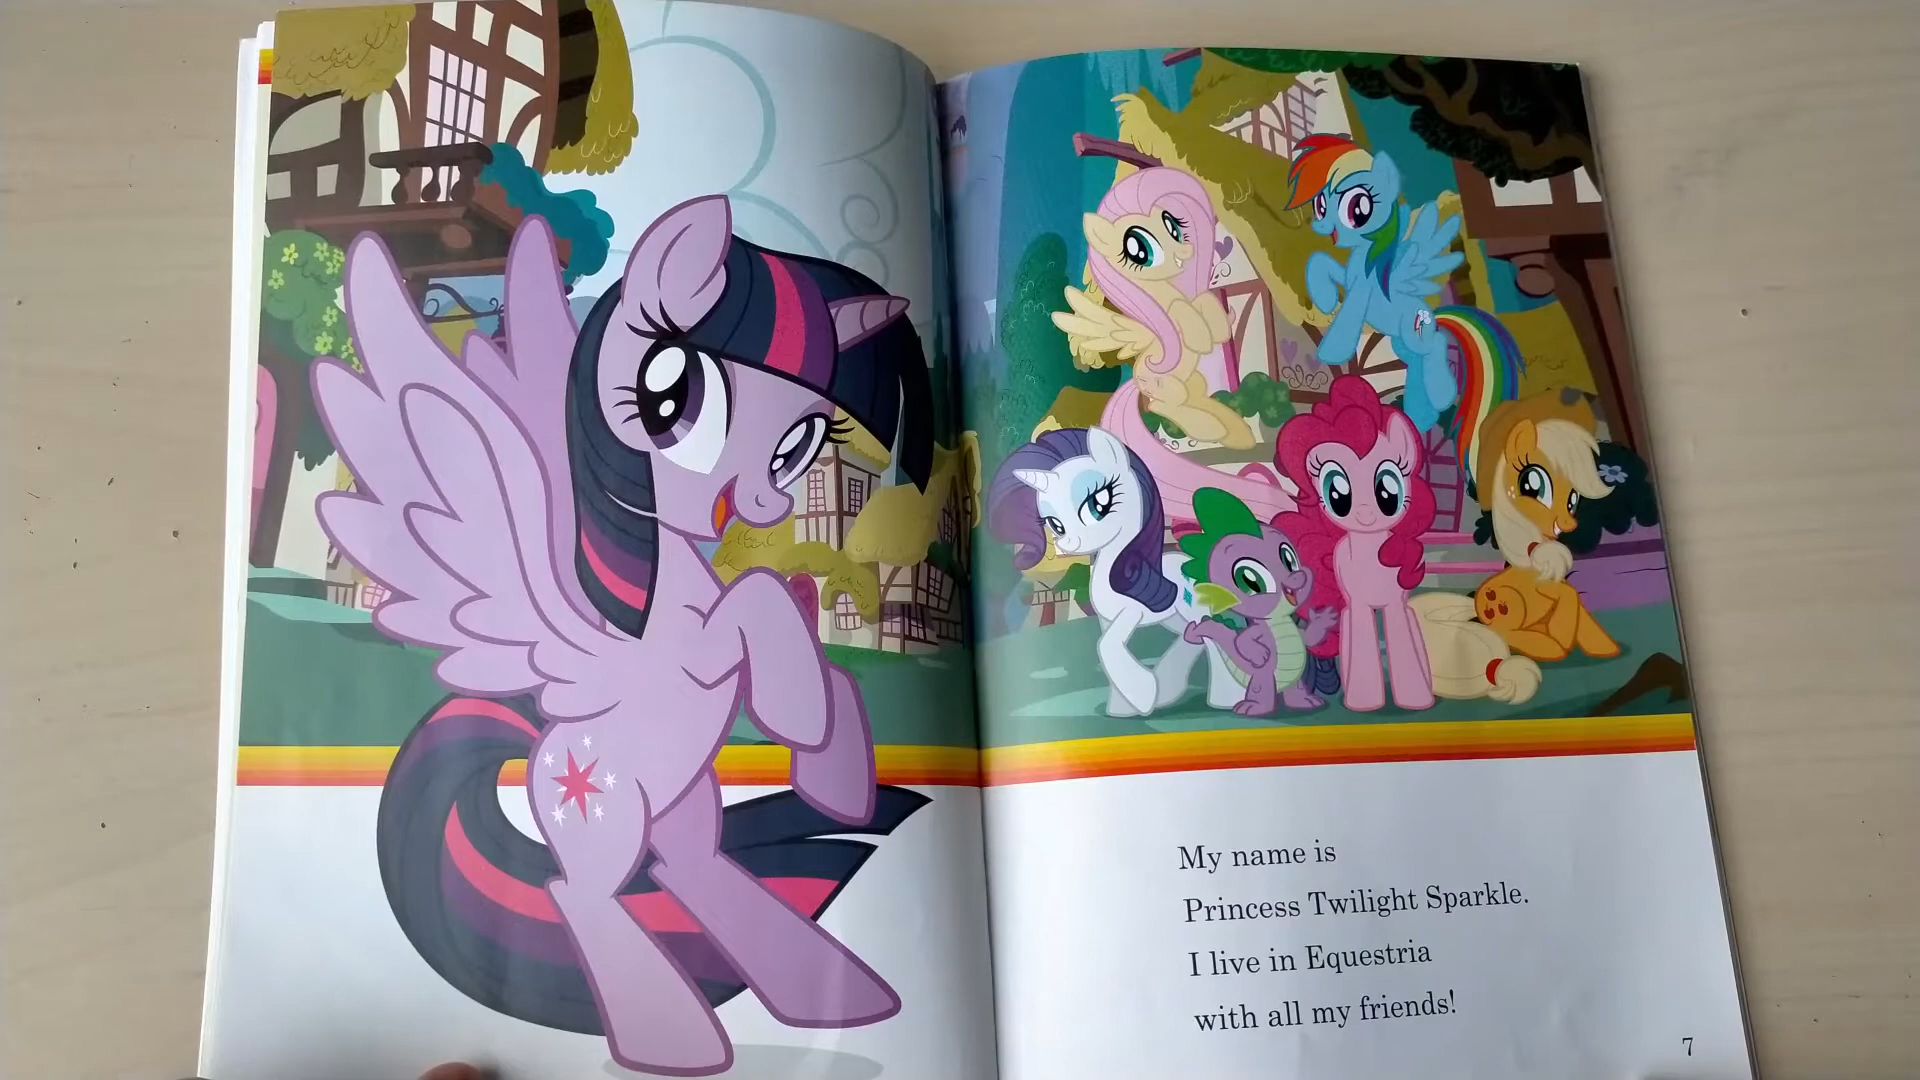 My name is
Princess Twilight Sparkle.
I live in Equestria
with all my friends!
7